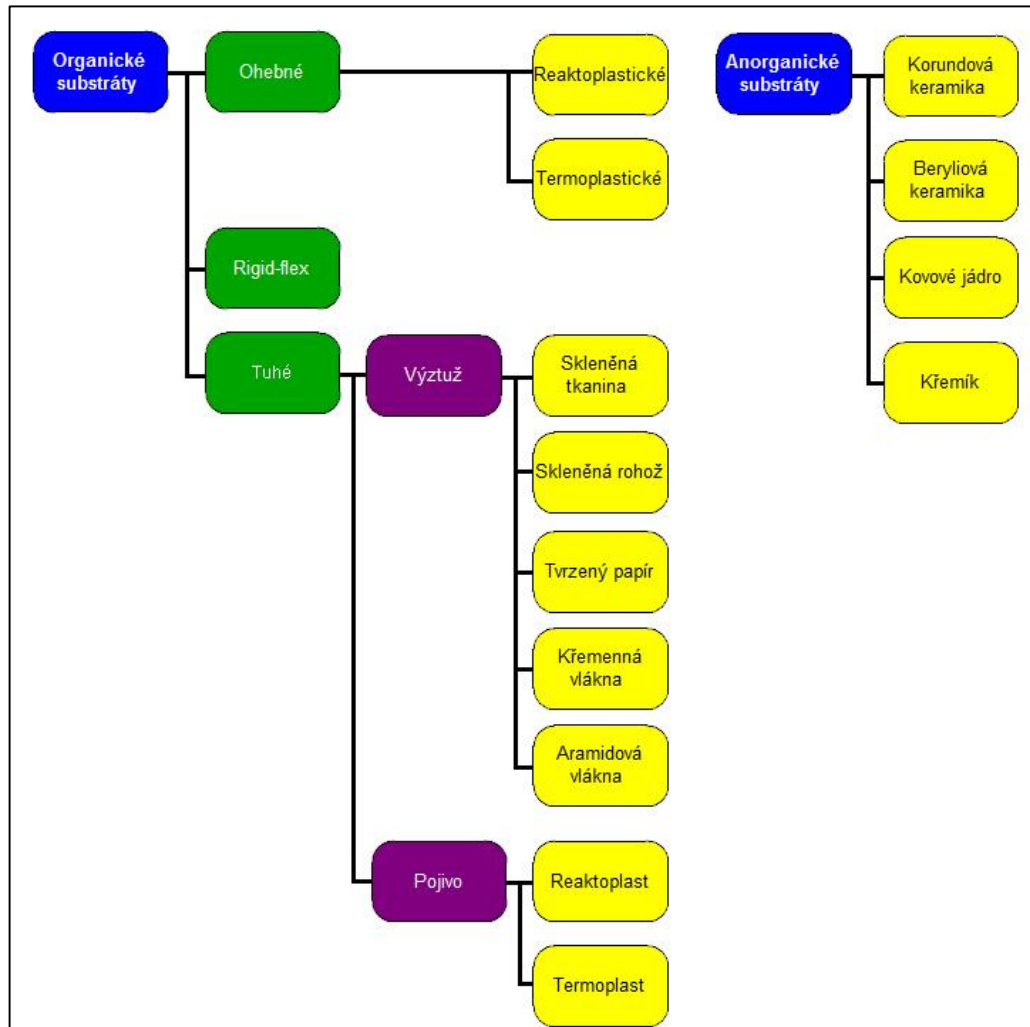 Organické
substráty
Ohebné
Reaktoplastické
Termoplastické
Rigid-flex
Tuhé
Výztuž
Skleněná
tkanina
Skleněná rohož
Tvrzený papír
Křemenná
vlákna
Aramidová
vlákna
Pojivo
Reaktoplast
Termoplast
Anorganické
substráty
Korundová
keramika
Beryliová
keramika
Kovové jádro
Křemík